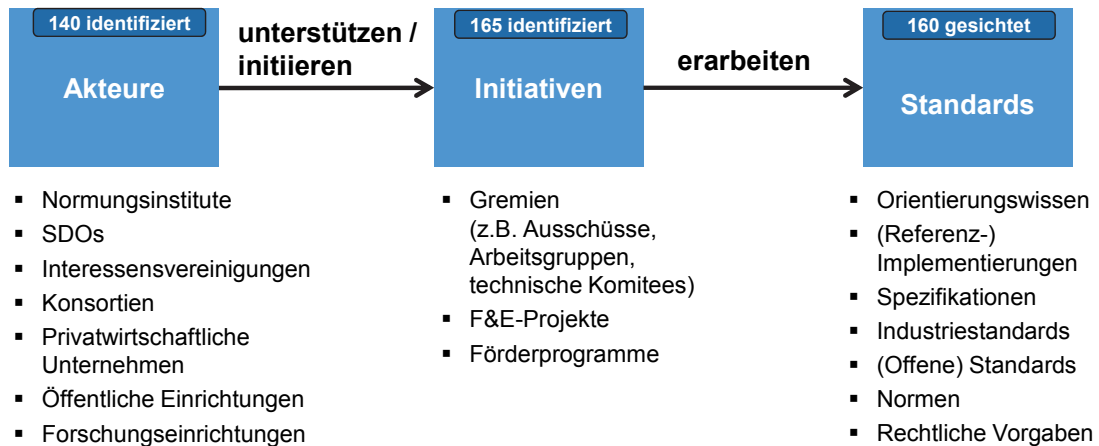 140 identifiziert
Akteure
unterstützen /
initiieren
165 identifiziert
Initiativen
erarbeiten
160 gesichtet
Standards
▪ Normungsinstitute
▪ SDOs
▪ Interessensvereinigungen
▪ Konsortien
▪ Privatwirtschaftliche
Unternehmen
▪ Öffentliche Einrichtungen
▪ Forschungseinrichtungen
▪ Gremien
(z.B. Ausschüsse,
Arbeitsgruppen,
technische Komitees)
▪ F&E-Projekte
▪ Förderprogramme
▪ Orientierungswissen
▪ (Referenz-)
Implementierungen
▪ Spezifikationen
▪ Industriestandards
▪ (Offene) Standards
▪ Normen
▪ Rechtliche Vorgaben